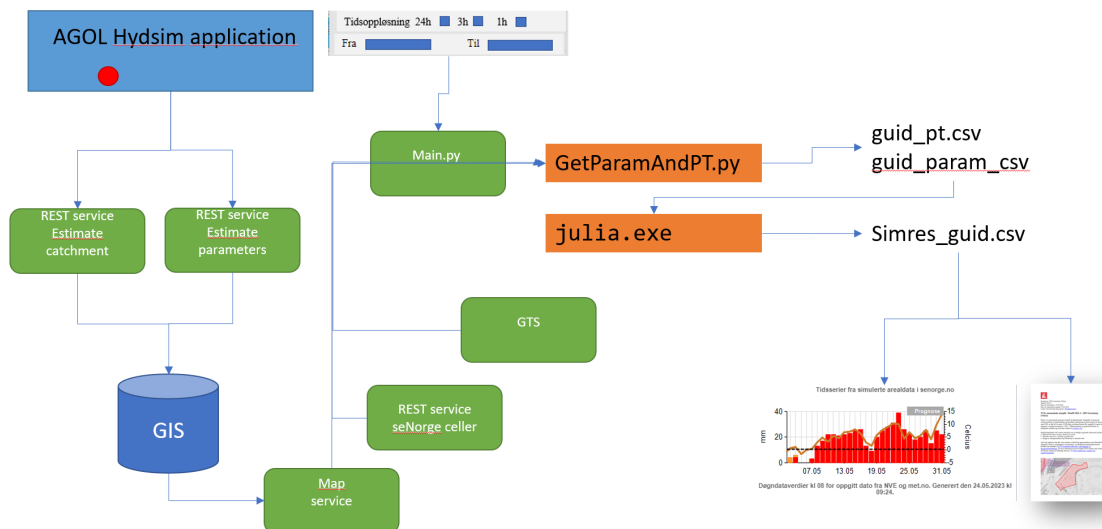 AGOL Hydsim application
Tidsoppløsning 24h 3h 1h
Fra Til
Main.py
GetParamAndPT.py
guid_pt.csv
guid_param_csv
REST service
Estimate
catchment
REST service
Estimate
parameters
julia.exe
Simres_guid.csv
GTS
REST service
seNorge celler
GIS
Map
service
Tidsserier fra simulerte arealdata i senorge.no
Prognose
40
20
0
mm
15
10
5
0
-5
Celcius
07.05 13.05 19.05 25.05 31.05
Døgndataverdier kl 08 for oppgitt dato fra NVE og met.no. Generert den 24.05.2023 kl
09:24.